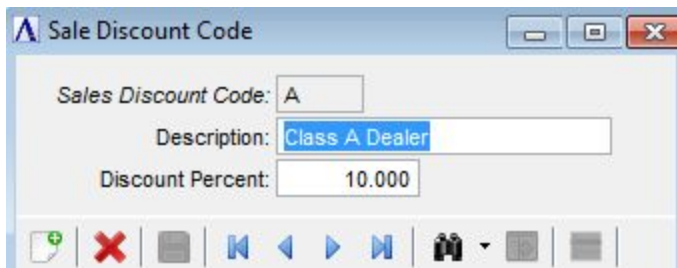 Sale Discount Code
Sales Discount Code: A
Description: Class A Dealer
Discount Percent: 10.000